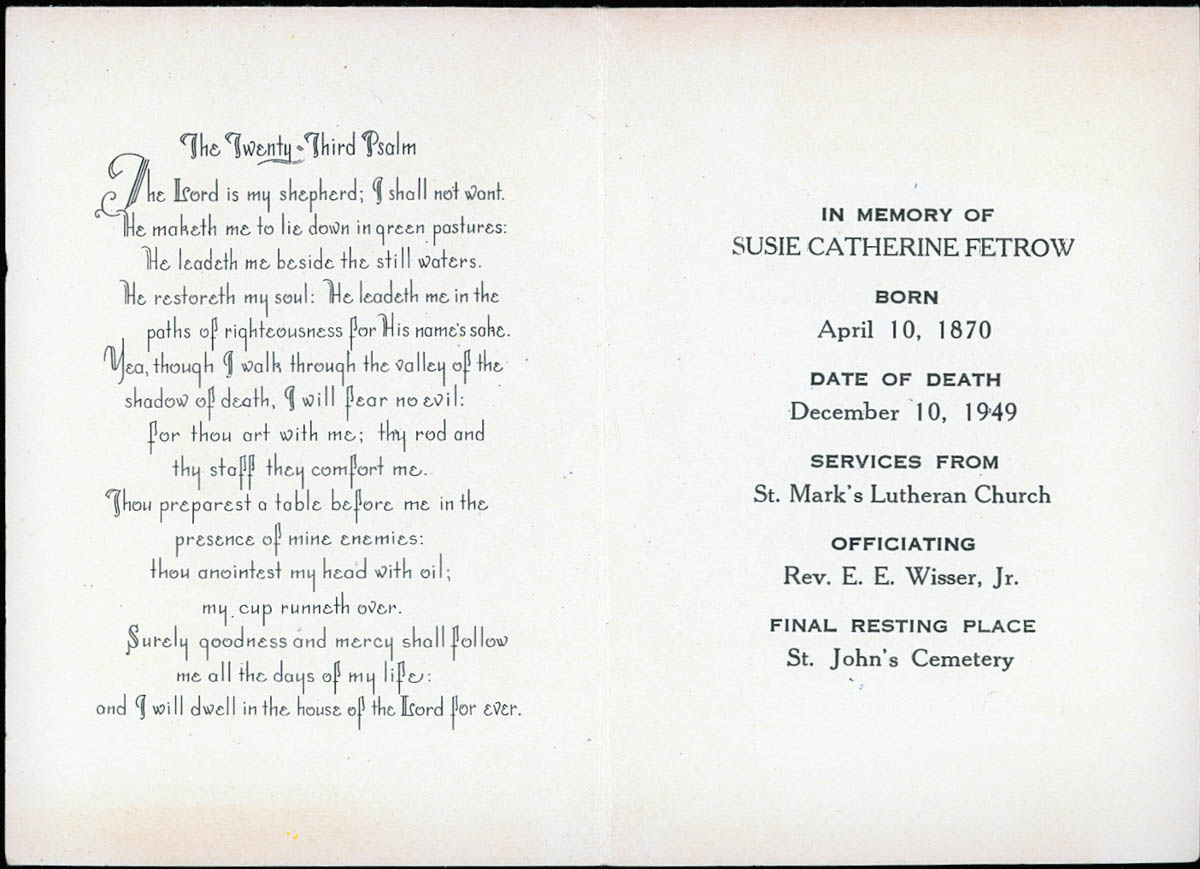 The Twenty-Third Psalm
The Lord is my shepherd; I shall not want.
He maketh me to lie down in green pastures:
He leadeth me beside the still waters.
He restoreth my soul: He leadeth me in the
paths of righteousness for His name's sake.
Yea, though I walk through the valley of the
shadow of death, I will fear no evil:
for thou art with me; thy rod and
thy staff they comfort me.
Thou preparest a table before me in the
presence of mine enemies:
thou anointest my head with oil;
my cup runneth over.
Surely goodness and mercy shall follow
me all the days of my life:
and I will dwell in the house of the Lord for ever.
IN MEMORY OF
SUSIE CATHERINE FETROW
BORN
April 10, 1870
DATE OF DEATH
December 10, 1949
SERVICES FROM
St. Mark's Lutheran Church
OFFICIATING
Rev. E. E. Wisser, Jr.
FINAL RESTING PLACE
St. John's Cemetery